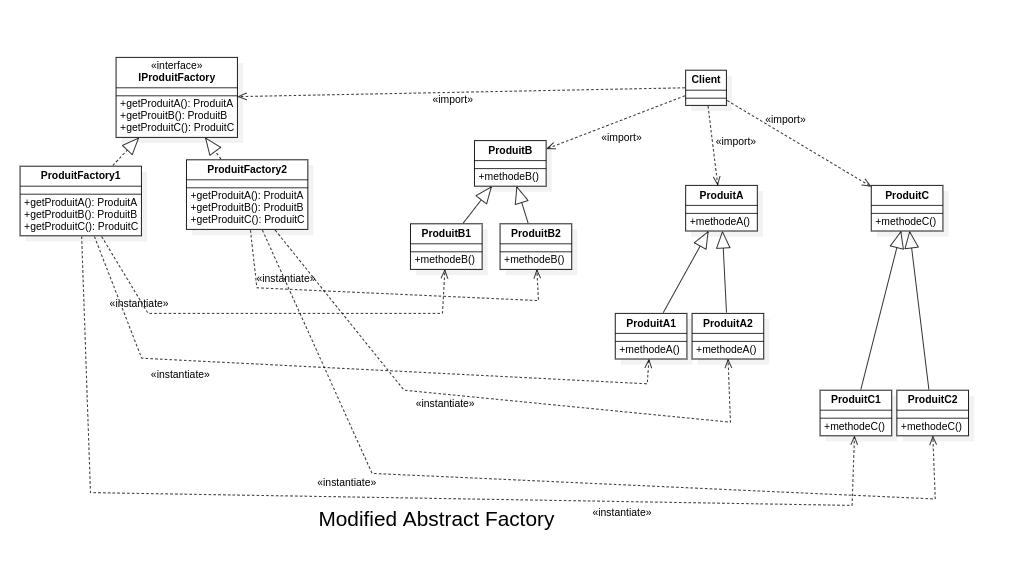 «interface»
IProduitFactory
+getProduitA(): ProduitA
+getProuitB(): ProduitB
+getProduitC(): ProduitC
Client
«import»
«import»
«import»
«import»
ProduitB
+methodeB()
ProduitFactory1
+getProduitA(): ProduitA
+getProduitB(): ProduitB
+getProduitC(): ProduitC
ProduitFactory2
+getProduitA(): ProduitA
+getProduitB(): ProduitB
+getProduitC(): ProduitC
ProduitA
+methodeA()
ProduitC
+methodeC()
ProduitB1
+methodeB()
ProduitB2
+methodeB()
«instantiate»
«instantiate»
ProduitA1
+methodeA()
ProduitA2
+methodeA()
«instantiate»
«instantiate»
ProduitC1
+methodeC()
ProduitC2
+methodeC()
«instantiate»
«instantiate»
Modified Abstract Factory